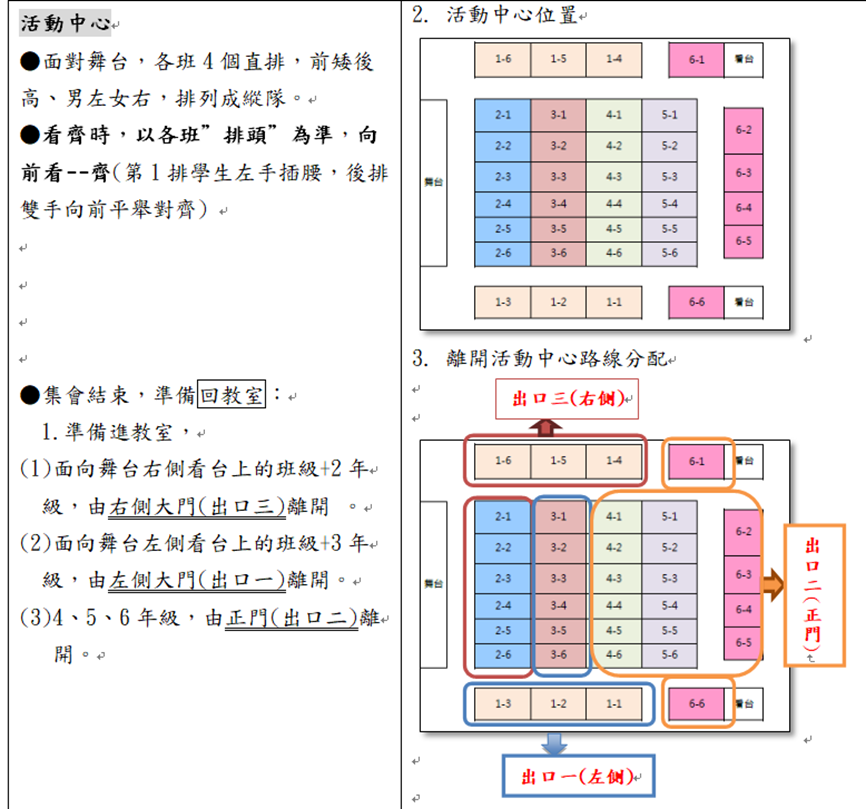 活動中心
●面對舞台，各班4個直排，前矮後
高、男左女右，排列成縱隊。
●看齊時，以各班”排頭”為準，向
前看--齊(第1排學生左手插腰，後排
雙手向前平舉對齊)
●集會結束，準備回教室：
1.準備進教室，
(1)面向舞台右側看台上的班級+2年
級，由右側大門(出口三)離開 。
(2)面向舞台左側看台上的班級+3年
級，由左側大門(出口一)離開。
(3)4、5、6年級，由正門(出口二)離
開。
2. 活動中心位置
1-6 1-5 1-4 6-1 看台
舞台
2-1 3-1 4-1 5-1
2-2 3-2 4-2 5-2
2-3 3-3 4-3 5-3
2-4 3-4 4-4 5-4
2-5 3-5 4-5 5-5
2-6 3-6 4-6 5-6
6-2
6-3
6-4
6-5
1-3 1-2 1-1 6-6 看台
3. 離開活動中心路線分配
出口三(右側)
1-6 1-5 1-4 6-1 看台
舞台
2-1 3-1 4-1 5-1
2-2 3-2 4-2 5-2
2-3 3-3 4-3 5-3
2-4 3-4 4-4 5-4
2-5 3-5 4-5 5-5
2-6 3-6 4-6 5-6
6-2
6-3
6-4
6-5
出口二(正門)
1-3 1-2 1-1 6-6 看台
出口一(左側)